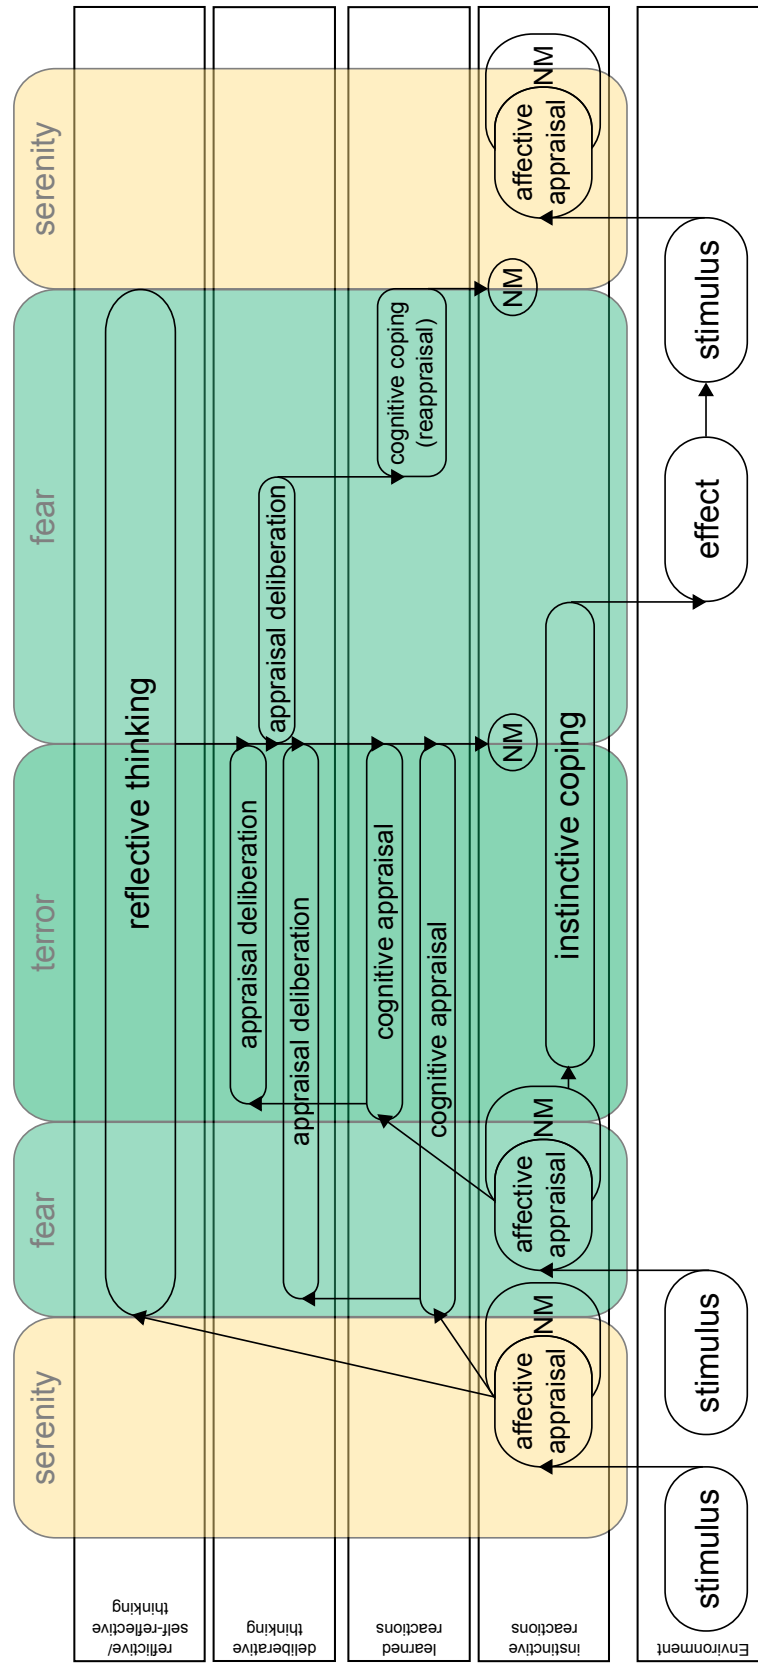 serenity
fear
terror
fear
serenity
reflictive/
self-reflective
thinking
reflective thinking
deliberative
thinking
appraisal deliberation
appraisal deliberation
appraisal deliberation
learned
reactions
cognitive appraisal
cognitive appraisal
cognitive coping
(reappraisal)
instinctive
reactions
affective
appraisal
NM
affective
appraisal
NM
instinctive coping
NM
NM
affective
appraisal
NM
Environment
stimulus
stimulus
effect
stimulus